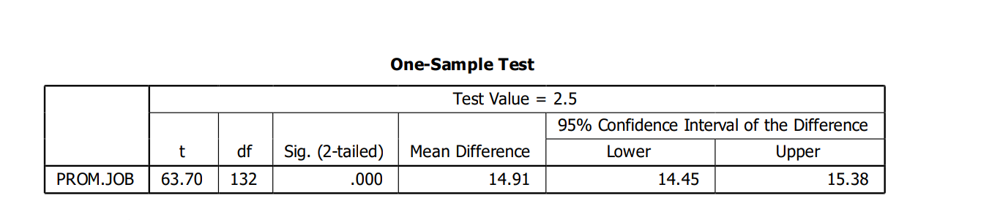 One-Sample Test
Test Value = 2.5
95% Confidence Interval of the Difference
t df Sig. (2-tailed) Mean Difference Lower Upper
PROM.JOB 63.70 132 .000 14.91 14.45 15.38